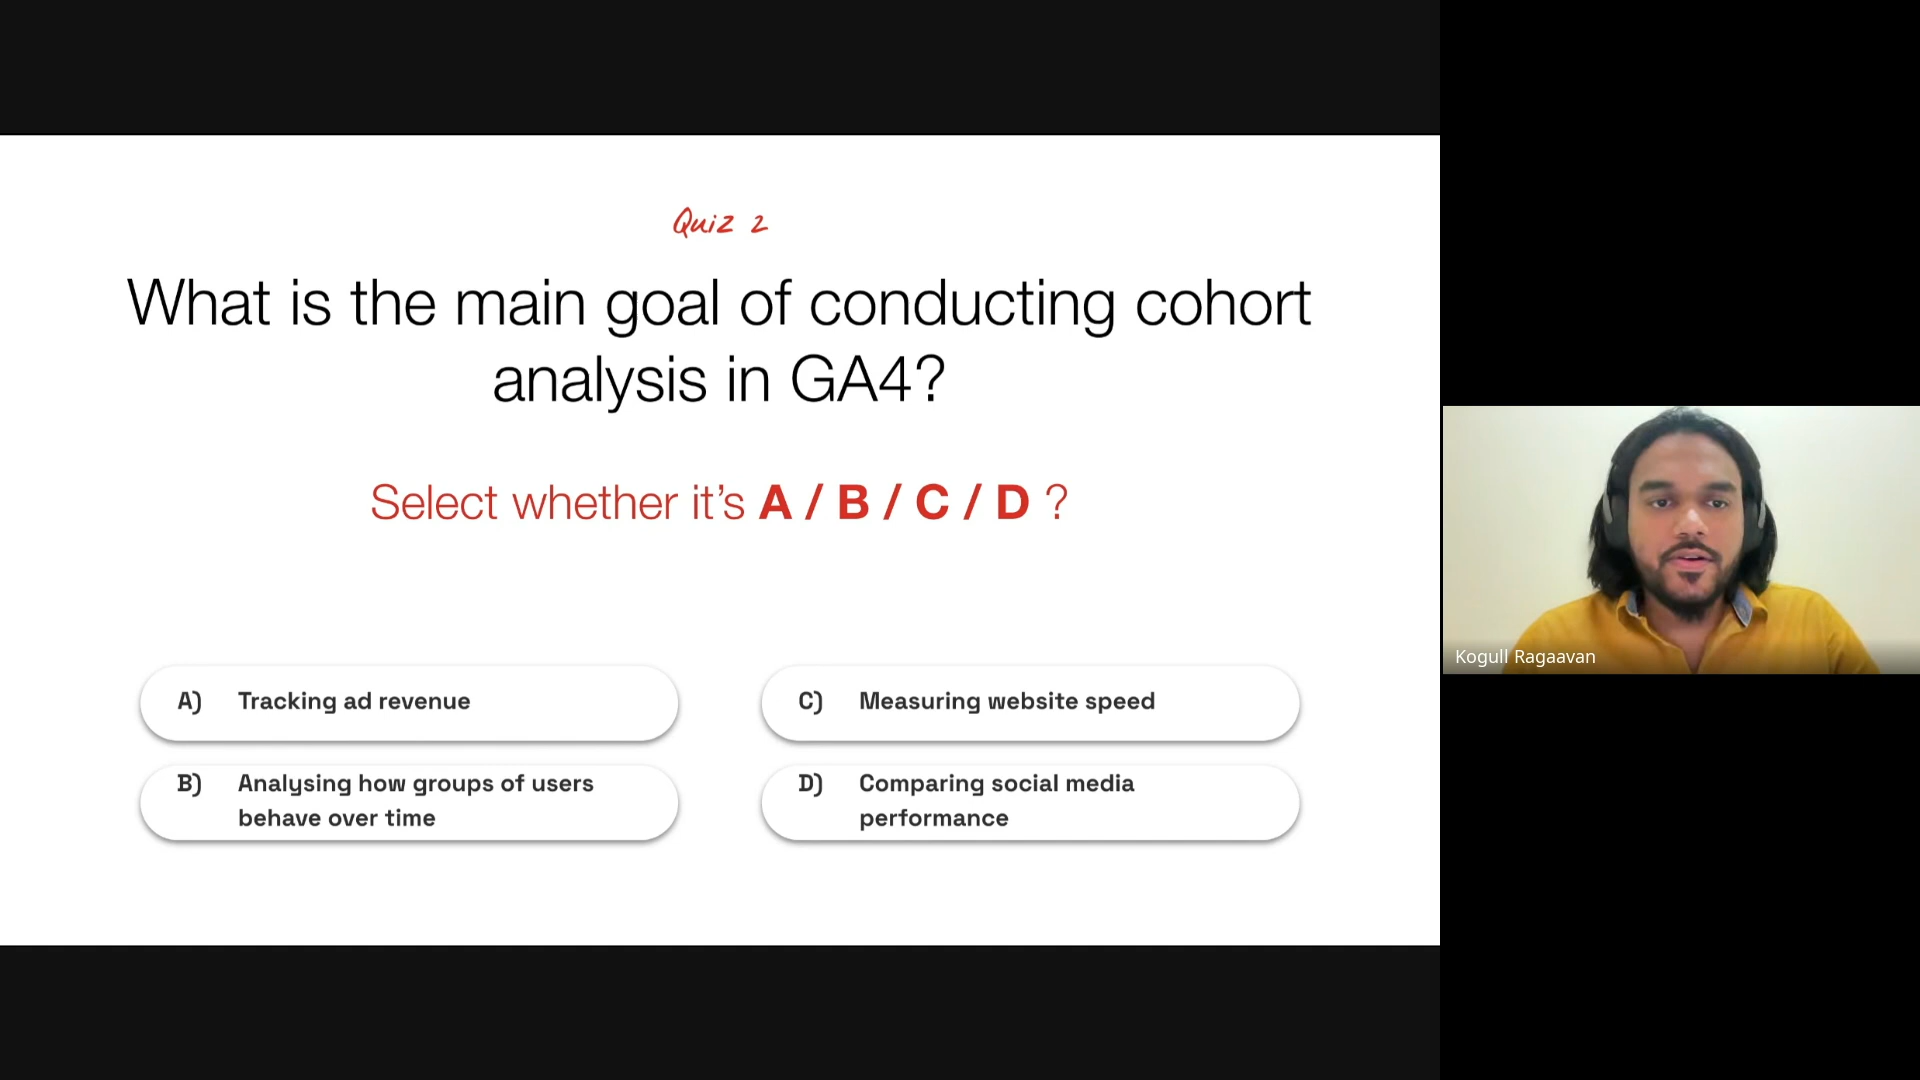 Quiz 2
What is the main goal of conducting cohort
analysis in GA4?
Select whether it’s A / B / C / D ?
A) Tracking ad revenue
B) Analysing how groups of users
behave over time
C) Measuring website speed
D) Comparing social media
performance
Kogull Ragaavan